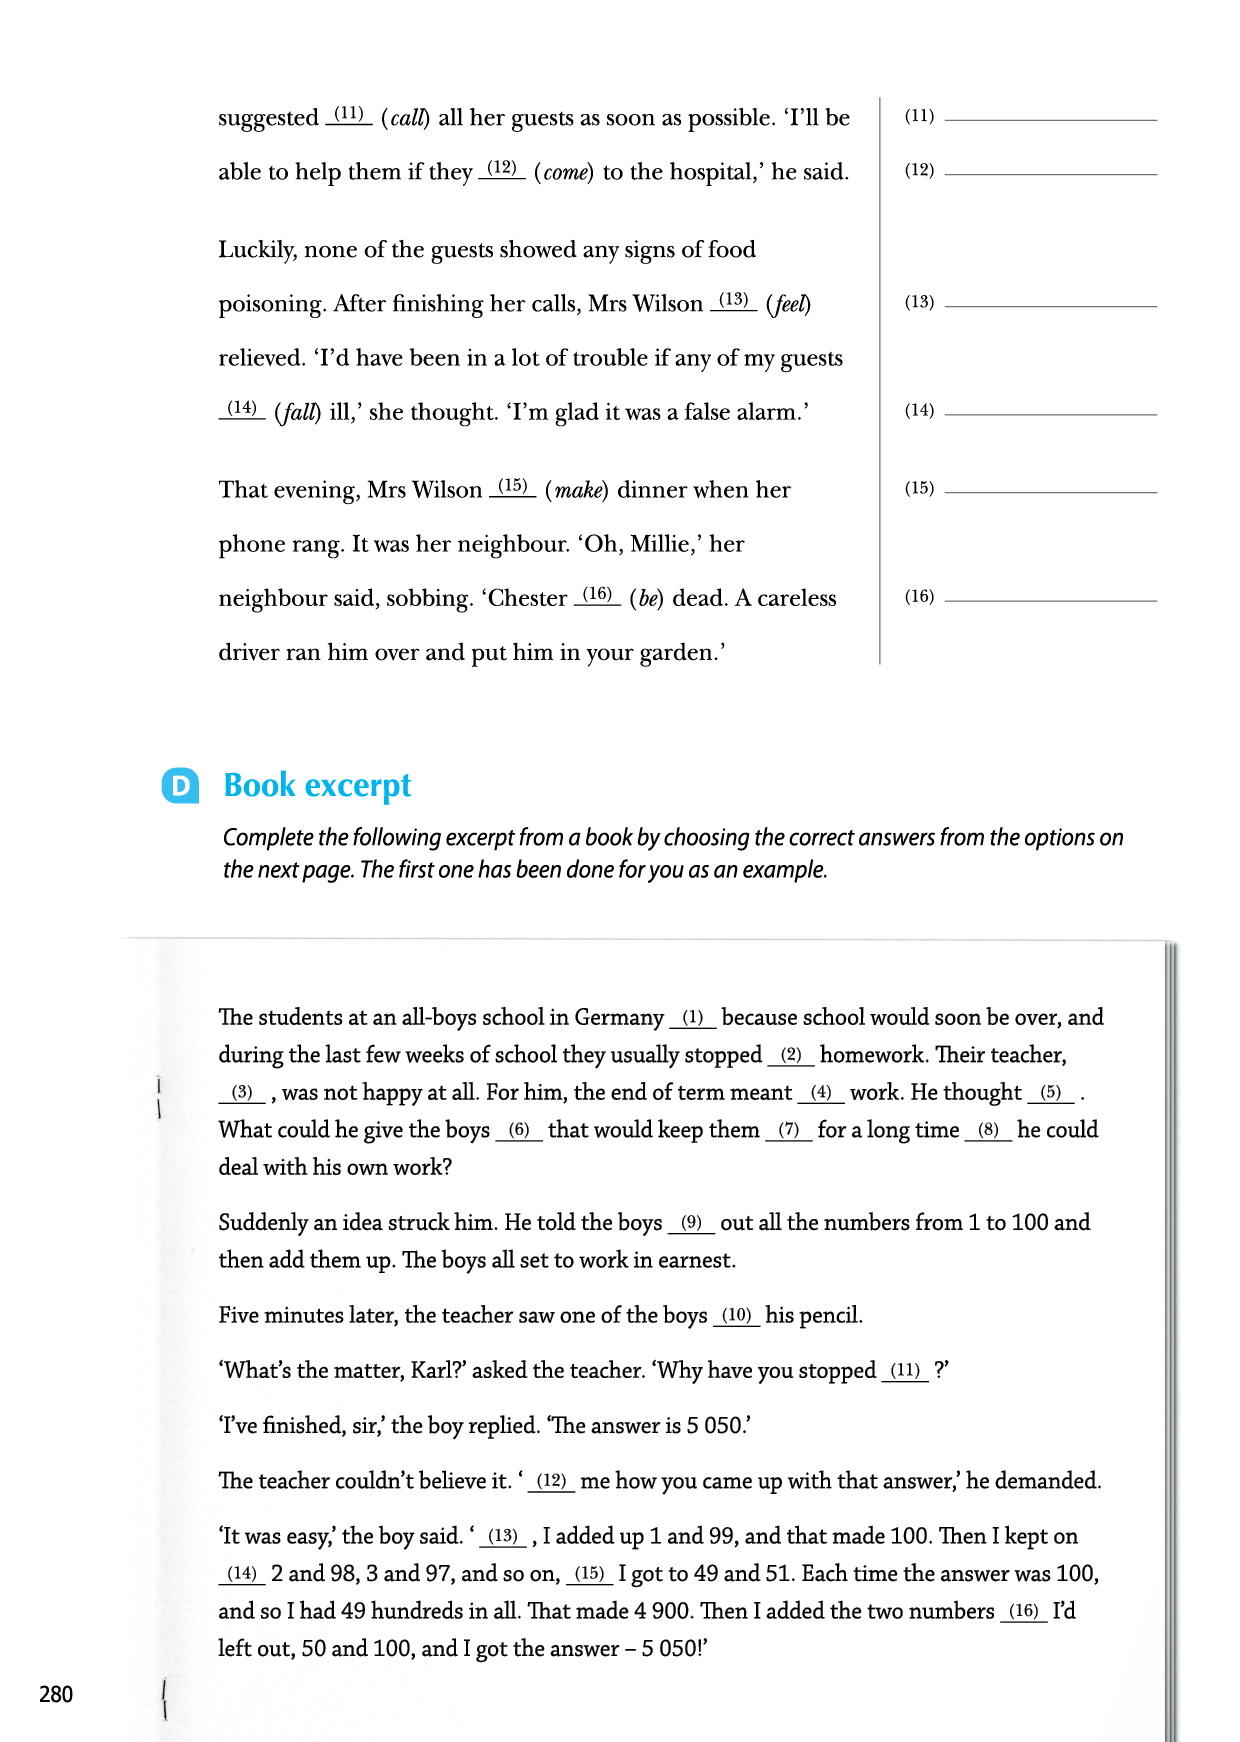 suggested (11) (call) all her guests as soon as possible. ‘I’ll be (11)
able to help them if they (12) (come) to the hospital,’ he said. (12)
Luckily, none of the guests showed any signs of food
poisoning. After finishing her calls, Mrs Wilson (13) (feel) (13)
relieved. ‘I’d have been in a lot of trouble if any of my guests
(14) (fall) ill,’ she thought. ‘I’m glad it was a false alarm.’ (14)
That evening, Mrs Wilson (15) (make) dinner when her (15)
phone rang. It was her neighbour. ‘Oh, Millie,’ her
neighbour said, sobbing. ‘Chester (16) (be) dead. A careless (16)
driver ran him over and put him in your garden.’
D Book excerpt
Complete the following excerpt from a book by choosing the correct answers from the options on
the next page. The first one has been done for you as an example.
The students at an all-boys school in Germany (1) because school would soon be over, and
during the last few weeks of school they usually stopped (2) homework. Their teacher,
(3) , was not happy at all. For him, the end of term meant (4) work. He thought (5) .
What could he give the boys (6) that would keep them (7) for a long time (8) he could
deal with his own work?
Suddenly an idea struck him. He told the boys (9) out all the numbers from 1 to 100 and
then add them up. The boys all set to work in earnest.
Five minutes later, the teacher saw one of the boys (10) his pencil.
‘What’s the matter, Karl?’ asked the teacher. ‘Why have you stopped (11) ?’
‘I’ve finished, sir,’ the boy replied. ‘The answer is 5 050.’
The teacher couldn’t believe it. ‘ (12) me how you came up with that answer,’ he demanded.
‘It was easy,’ the boy said. ‘ (13) , I added up 1 and 99, and that made 100. Then I kept on
(14) 2 and 98, 3 and 97, and so on, (15) I got to 49 and 51. Each time the answer was 100,
and so I had 49 hundreds in all. That made 4 900. Then I added the two numbers (16) I’d
left out, 50 and 100, and I got the answer – 5 050!’
280